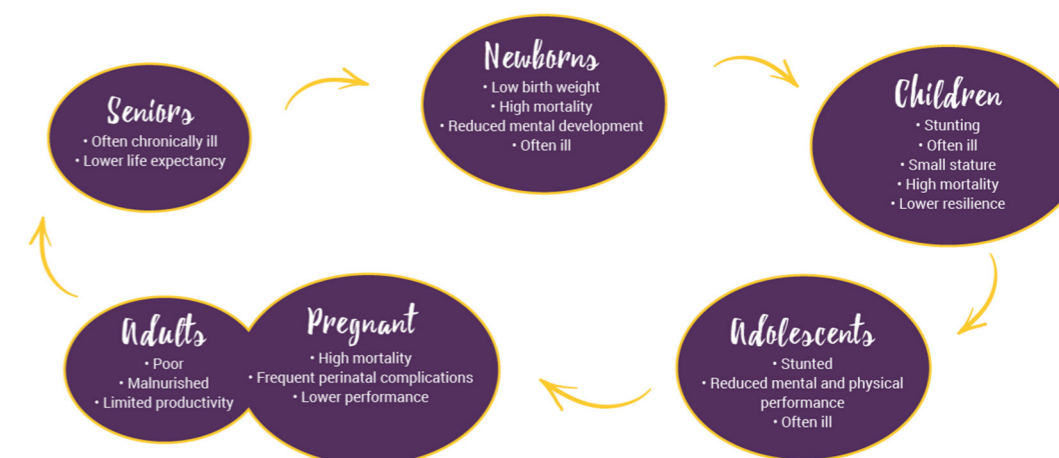 Newborns
• Low birth weight
• High mortality
• Reduced mental development
• Often ill
Children
• Stunting
• Often ill
• Small stature
• High mortality
• Lower resilience
Adolescents
• Stunted
• Reduced mental and physical
performance
• Often ill
Pregnant
• High mortality
• Frequent perinatal complications
• Lower performance
Adults
• Poor
• Malnurished
• Limited productivity
Seniors
• Often chronically ill
• Lower life expectancy